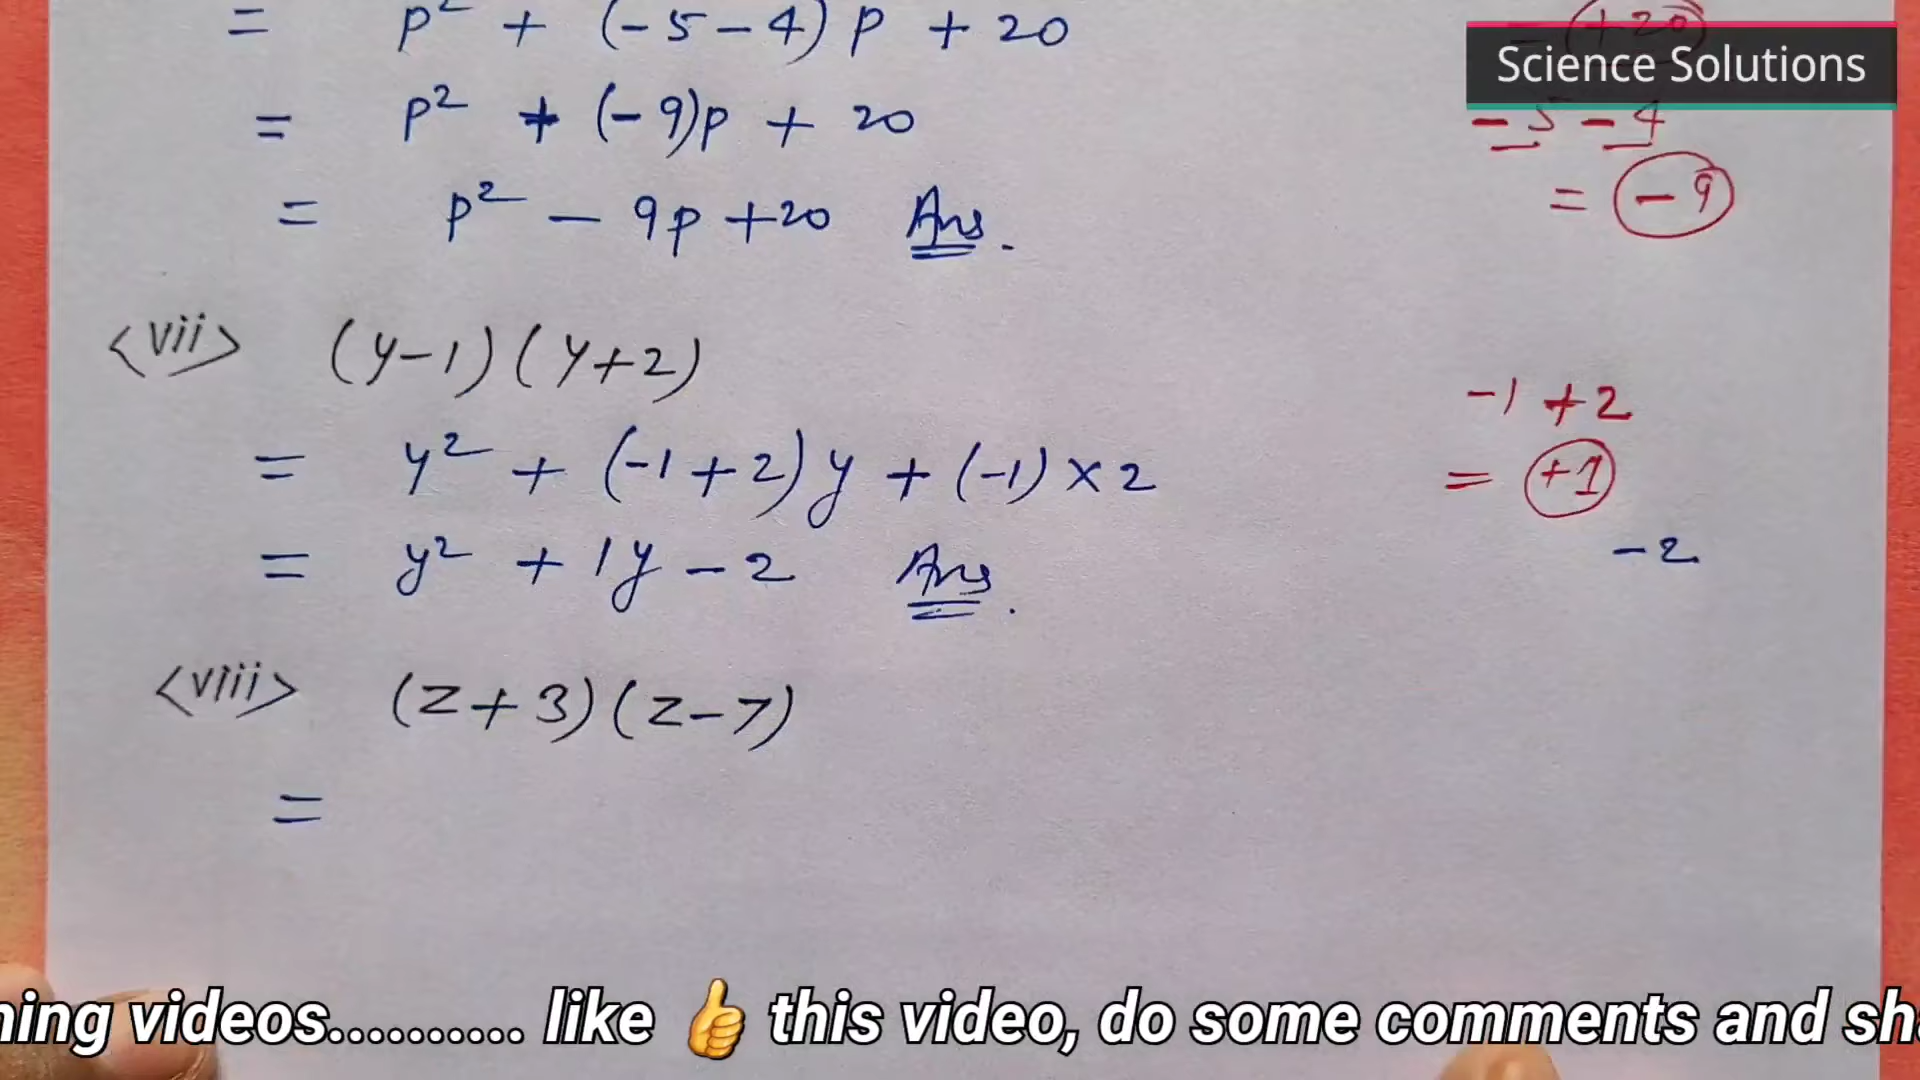 = p² + (-5-4) p + 20
= (+20)
Science Solutions
= p² + (-9)p + 20
-5 -4
= p² - 9p +20 Ans.
= -9
<vii> (y-1)(y+2)
-1 +2
= y² + (-1+2)y + (-1) × 2
= +1
= y² + 1y - 2 Ans.
-2
<viii> (z+3)(z-7)
=
ning videos.......... like 👍 this video, do some comments and sh